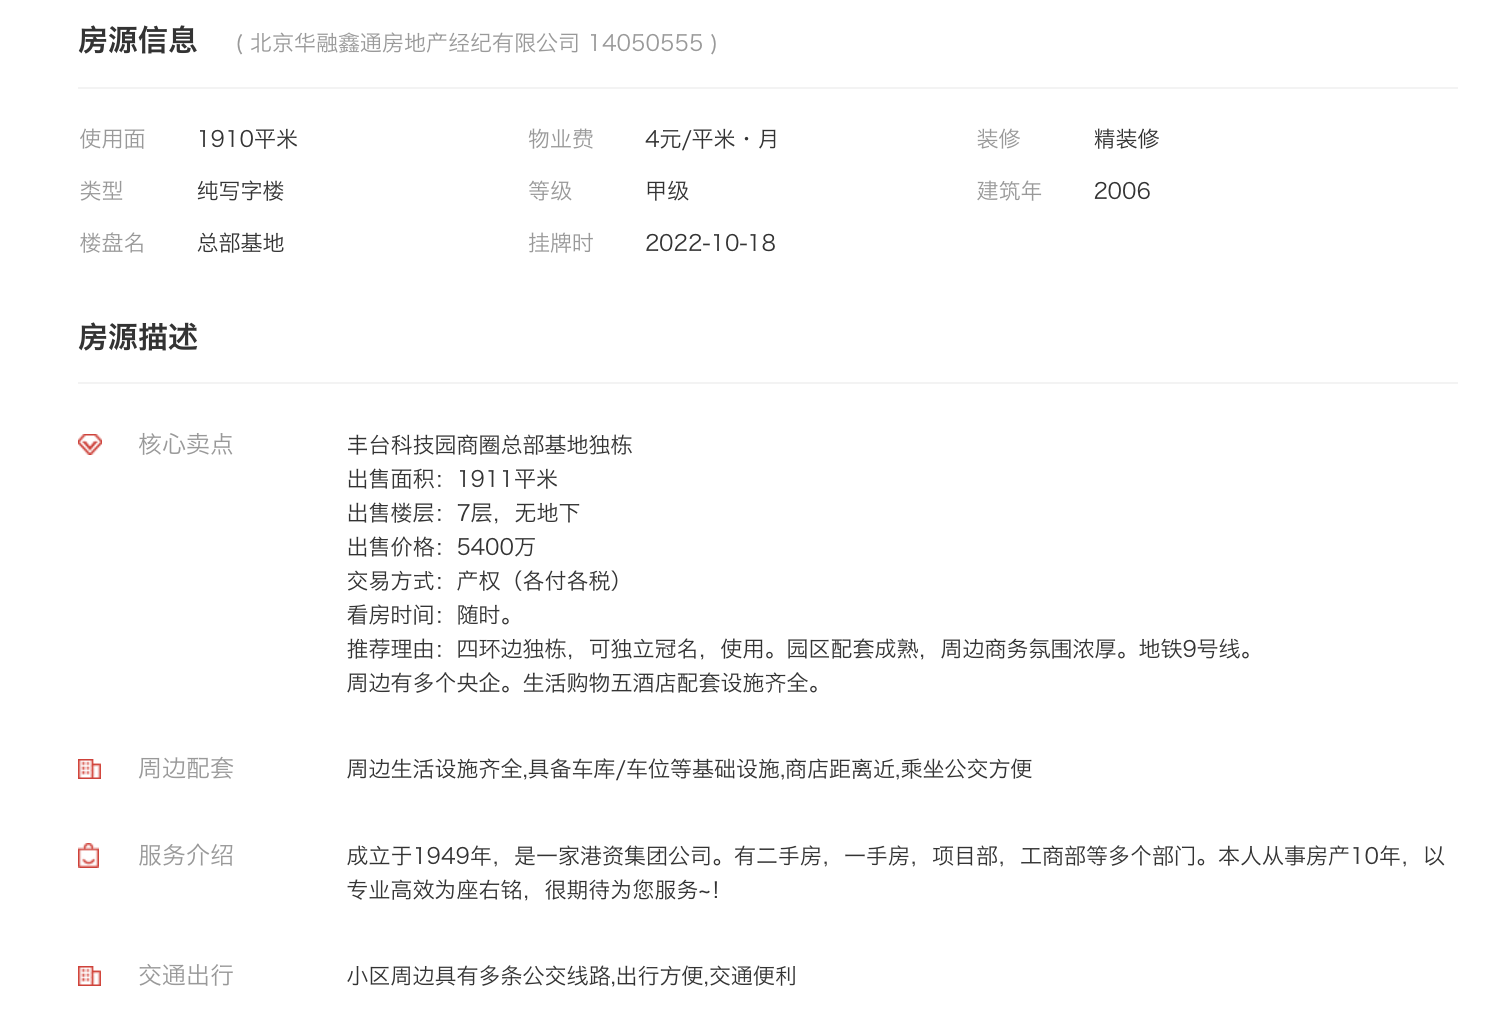 房源信息 ( 北京华融鑫通房地产经纪有限公司 14050555 )
使用面 1910平米 物业费 4元/平米·月 装修 精装修
类型 纯写字楼 等级 甲级 建筑年 2006
楼盘名 总部基地 挂牌时 2022-10-18
房源描述
核心卖点 丰台科技园商圈总部基地独栋
出售面积：1911平米
出售楼层：7层，无地下
出售价格：5400万
交易方式：产权（各付各税）
看房时间：随时。
推荐理由：四环边独栋，可独立冠名，使用。园区配套成熟，周边商务氛围浓厚。地铁9号线。
周边有多个央企。生活购物五酒店配套设施齐全。
周边配套 周边生活设施齐全,具备车库/车位等基础设施,商店距离近,乘坐公交方便
服务介绍 成立于1949年，是一家港资集团公司。有二手房，一手房，项目部，工商部等多个部门。本人从事房产10年，以
专业高效为座右铭，很期待为您服务~！
交通出行 小区周边具有多条公交线路,出行方便,交通便利